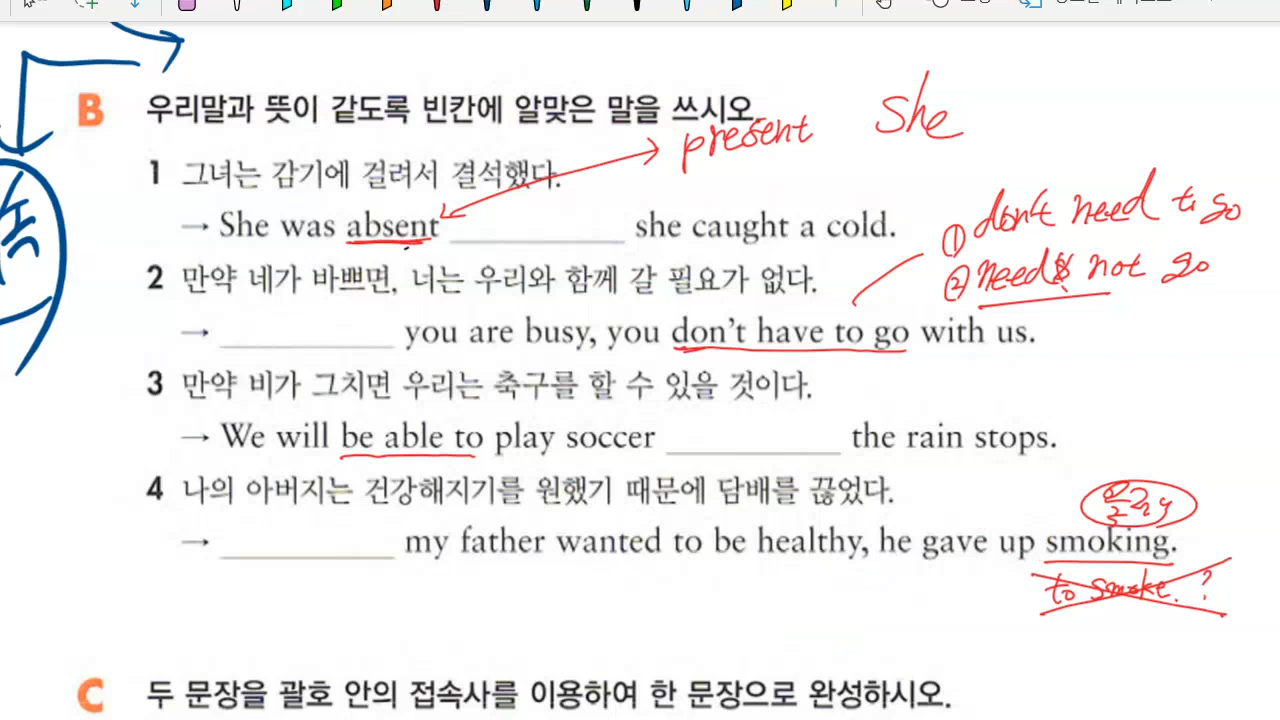 B 우리말과 뜻이 같도록 빈칸에 알맞은 말을 쓰시오.
she
present
1 그녀는 감기에 걸려서 결석했다.
→ She was absent ____________ she caught a cold.
① don't need to go
② need not go
2 만약 네가 바쁘면, 너는 우리와 함께 갈 필요가 없다.
→ ____________ you are busy, you don't have to go with us.
3 만약 비가 그치면 우리는 축구를 할 수 있을 것이다.
→ We will be able to play soccer ____________ the rain stops.
4 나의 아버지는 건강해지기를 원했기 때문에 담배를 끊었다.
→ ____________ my father wanted to be healthy, he gave up smoking.
to smoke. ?
C 두 문장을 괄호 안의 접속사를 이용하여 한 문장으로 완성하시오.